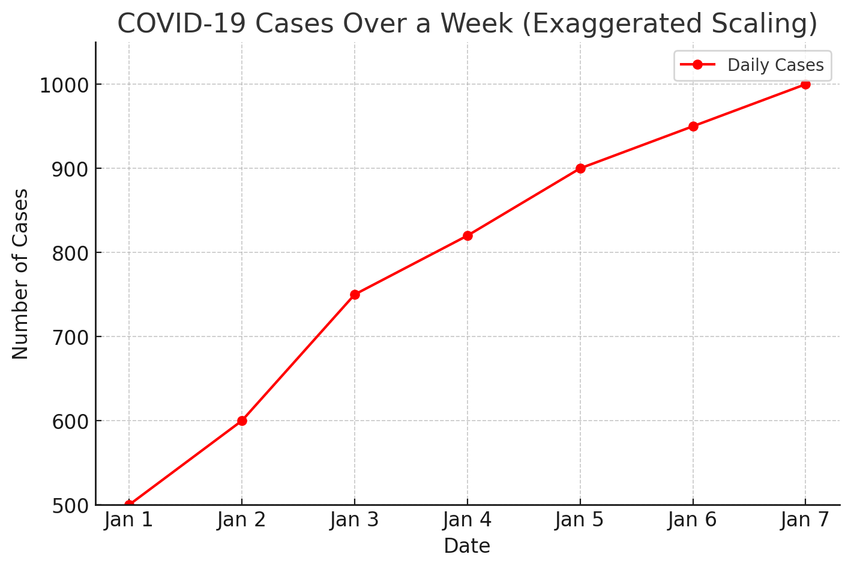 COVID-19 Cases Over a Week (Exaggerated Scaling)
Daily Cases
1000
900
800
700
600
500
Number of Cases
Jan 1 Jan 2 Jan 3 Jan 4 Jan 5 Jan 6 Jan 7
Date